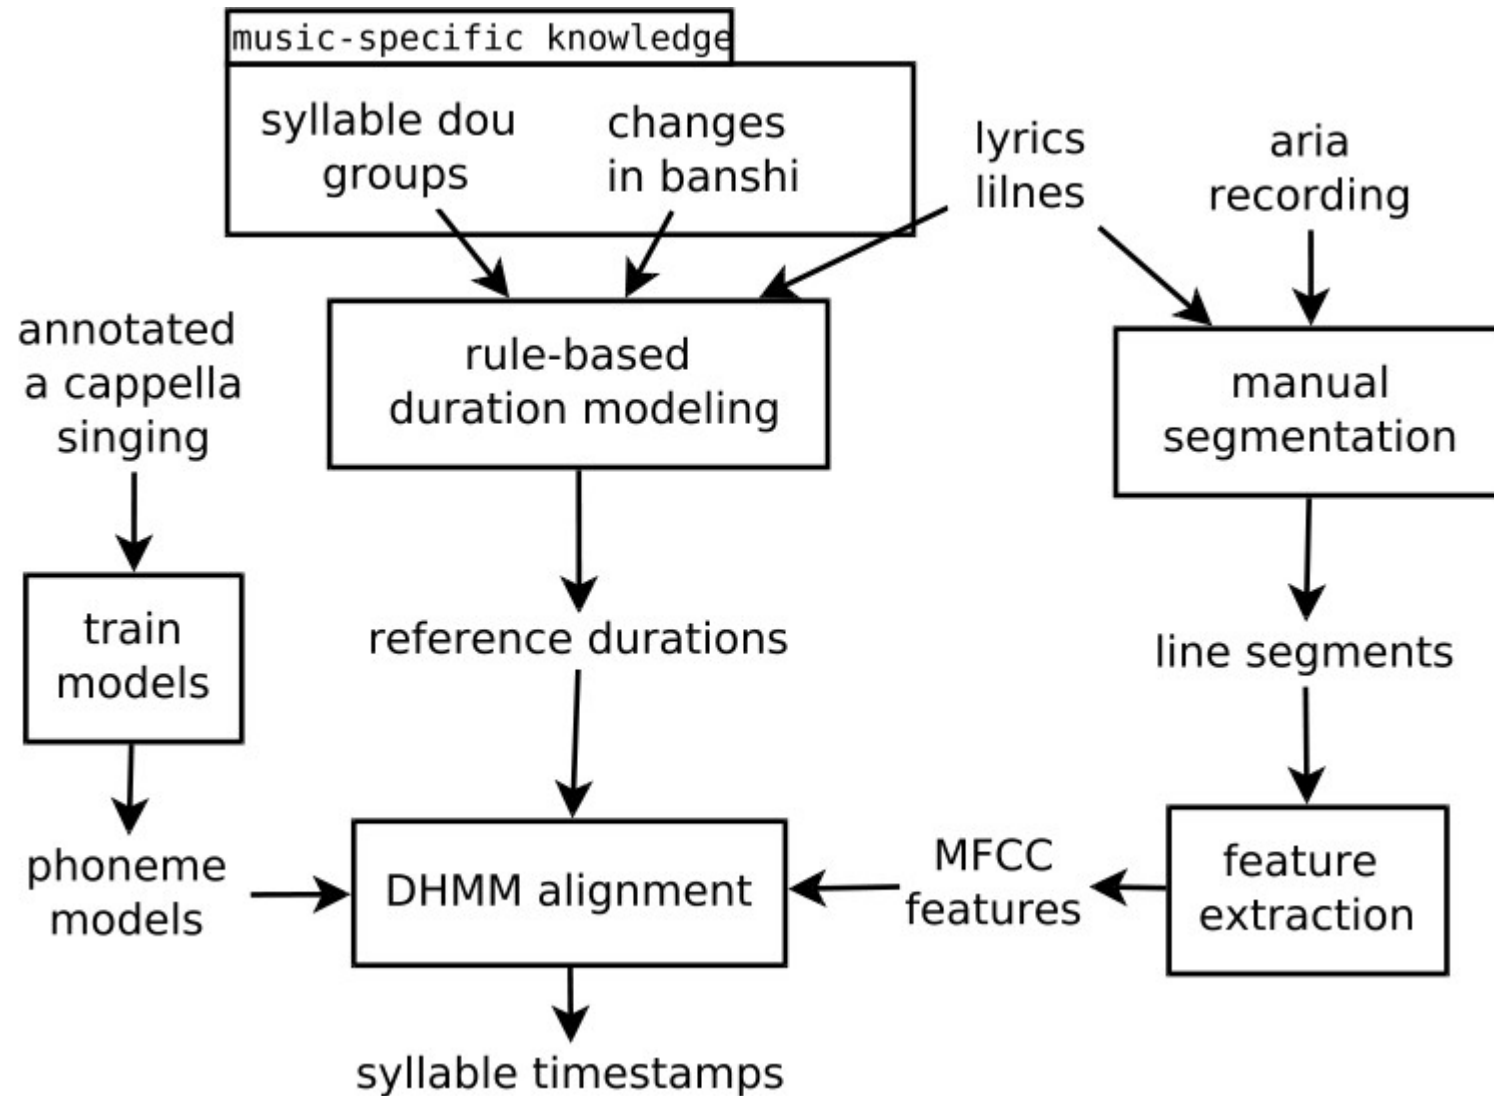 music-specific knowledge
syllable dou
groups
changes
in banshi
lyrics
lilnes
aria
recording
annotated
a cappella
singing
rule-based
duration modeling
manual
segmentation
train
models
reference durations
line segments
phoneme
models
DHMM alignment
MFCC
features
feature
extraction
syllable timestamps